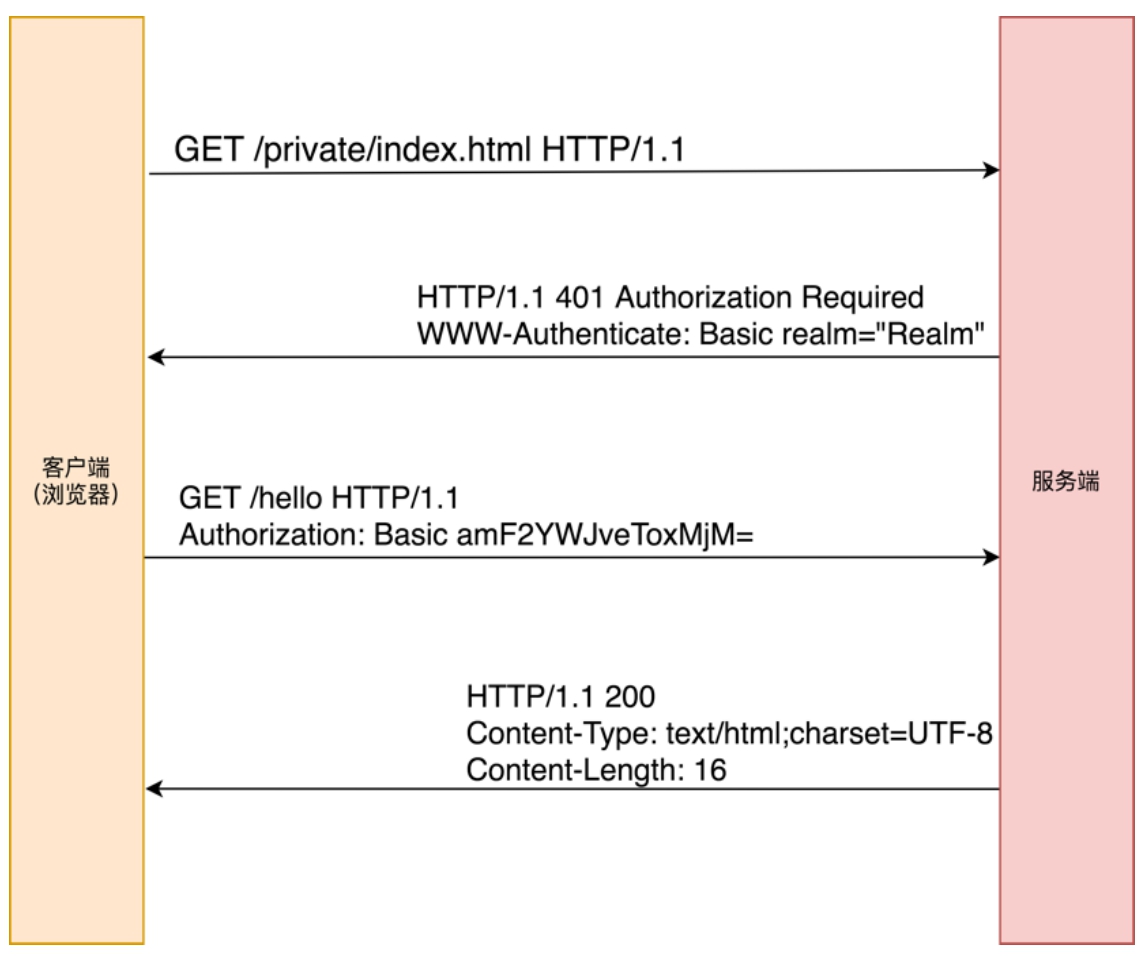 GET /private/index.html HTTP/1.1
HTTP/1.1 401 Authorization Required
WWW-Authenticate: Basic realm="Realm"
客户端
(浏览器)
服务端
GET /hello HTTP/1.1
Authorization: Basic amF2YWJveToxMjM=
HTTP/1.1 200
Content-Type: text/html;charset=UTF-8
Content-Length: 16